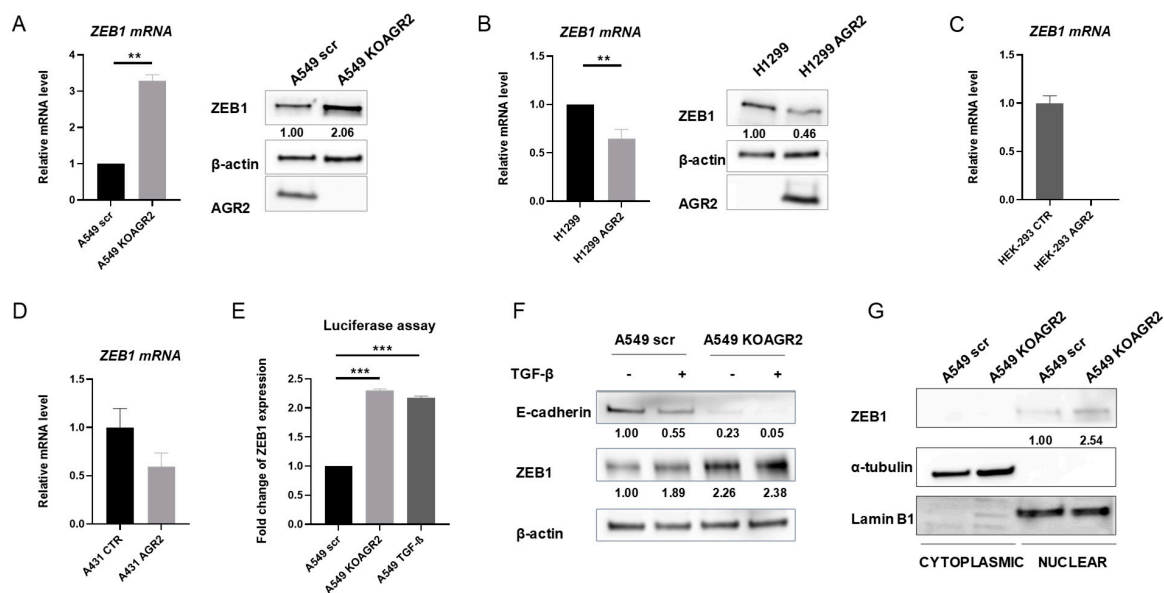 A
ZEB1 mRNA
**
Relative mRNA level
4
3
2
1
0
A549 scr
A549 KOAGR2
A549 scr
A549 KOAGR2
ZEB1
1.00 2.06
β-actin
AGR2
B
ZEB1 mRNA
**
Relative mRNA level
1.5
1.0
0.5
0.0
H1299
H1299 AGR2
H1299
H1299 AGR2
ZEB1
1.00 0.46
β-actin
AGR2
C
ZEB1 mRNA
Relative mRNA level
1.5
1.0
0.5
0.0
HEK-293 CTR
HEK-293 AGR2
D
ZEB1 mRNA
Relative mRNA level
1.5
1.0
0.5
0.0
A431 CTR
A431 AGR2
E
Luciferase assay
***
***
Fold change of ZEB1 expression
2.5
2.0
1.0
0.5
0.0
A549 scr
A549 KOAGR2
A549 TGF-ß
F
A549 scr A549 KOAGR2
TGF-β - + - +
E-cadherin
1.00 0.55 0.23 0.05
ZEB1
1.00 1.89 2.26 2.38
β-actin
G
A549 scr
A549 KOAGR2
A549 scr
A549 KOAGR2
ZEB1
1.00 2.54
α-tubulin
Lamin B1
CYTOPLASMIC NUCLEAR